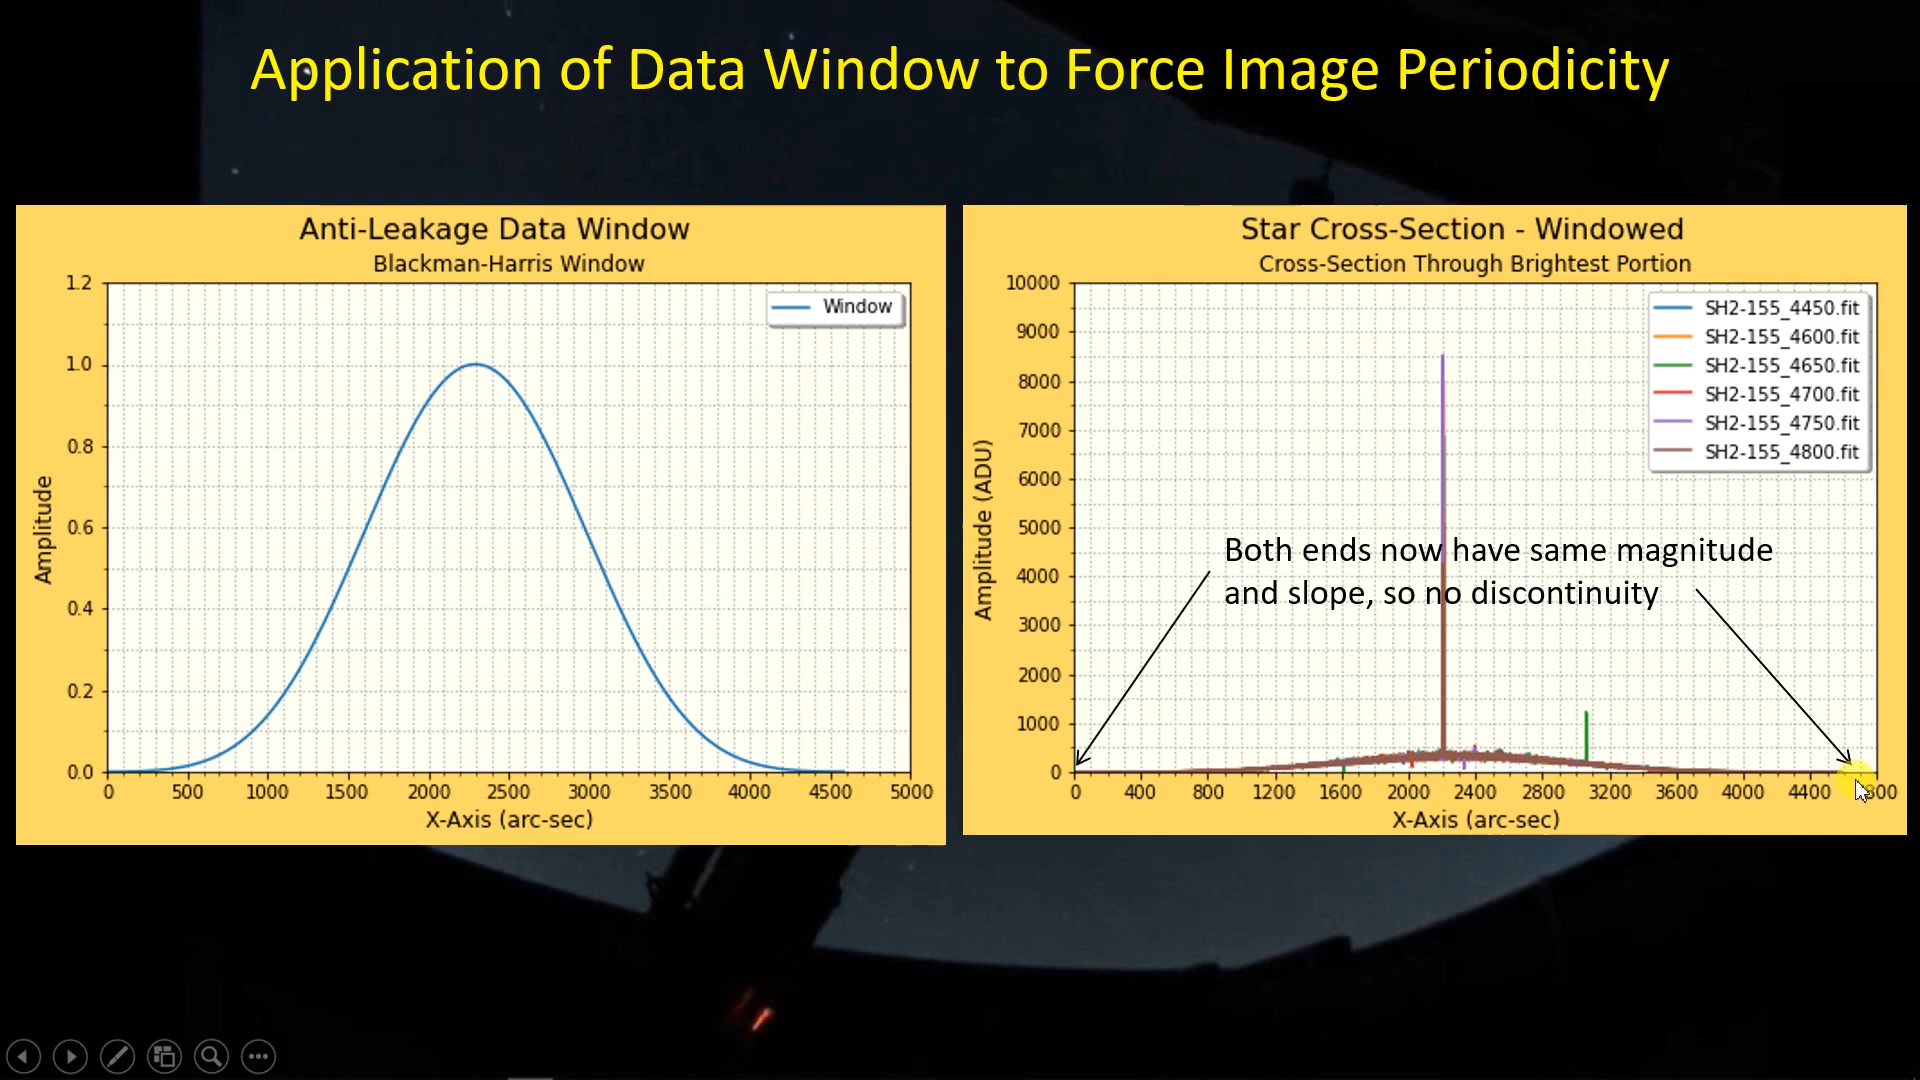 Application of Data Window to Force Image Periodicity
Anti-Leakage Data Window
Blackman-Harris Window
Window
Amplitude
1.2
1.0
0.8
0.6
0.4
0.2
0.0
0 500 1000 1500 2000 2500 3000 3500 4000 4500 5000
X-Axis (arc-sec)
Star Cross-Section - Windowed
Cross-Section Through Brightest Portion
SH2-155_4450.fit
SH2-155_4600.fit
SH2-155_4650.fit
SH2-155_4700.fit
SH2-155_4750.fit
SH2-155_4800.fit
Both ends now have same magnitude
and slope, so no discontinuity
Amplitude (ADU)
10000
9000
8000
7000
6000
5000
4000
3000
2000
1000
0
0 400 800 1200 1600 2000 2400 2800 3200 3600 4000 4400
X-Axis (arc-sec)